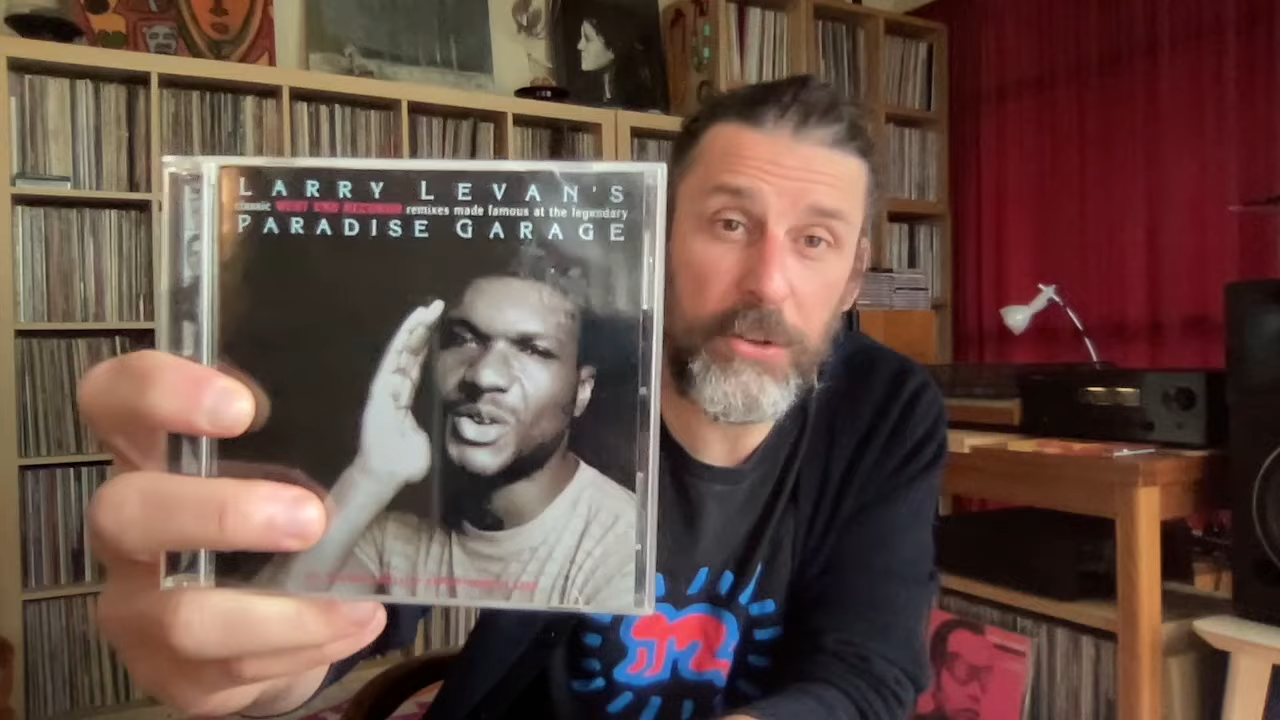 LARRY LEVAN'S
classic WEST END RECORDS remixes made famous at the legendary
PARADISE GARAGE